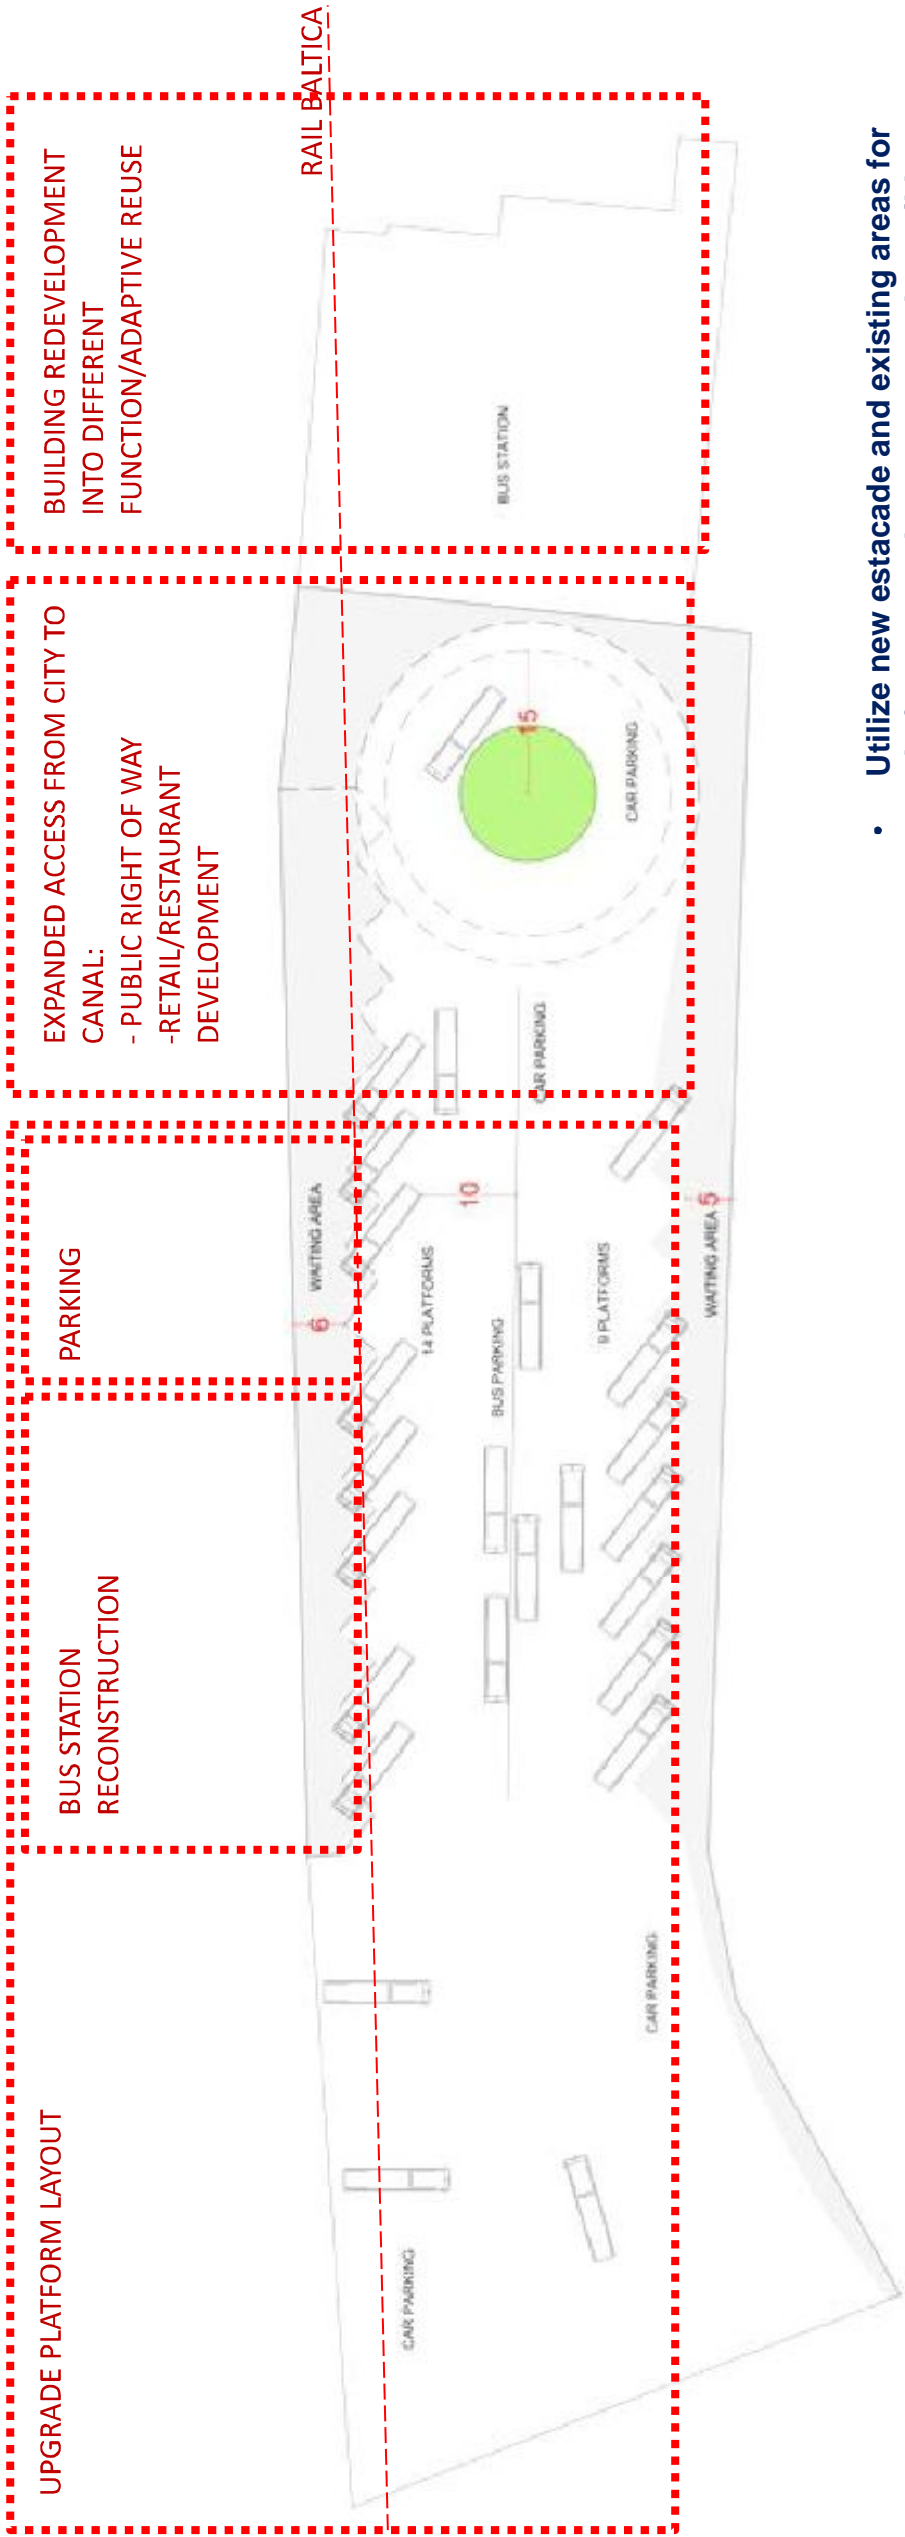 UPGRADE PLATFORM LAYOUT
BUS STATION
RECONSTRUCTION
PARKING
EXPANDED ACCESS FROM CITY TO
CANAL:
- PUBLIC RIGHT OF WAY
-RETAIL/RESTAURANT
DEVELOPMENT
BUILDING REDEVELOPMENT
INTO DIFFERENT
FUNCTION/ADAPTIVE REUSE
RAIL BALTICA
WAITING AREA
6
CAR PARKING
14 PLATFORMS
10
BUS PARKING
BUS STATION
15
CAR PARKING
9 PLATFORMS
CAR PARKING
CAR PARKING
WAITING AREA
5
• Utilize new estacade and existing areas for